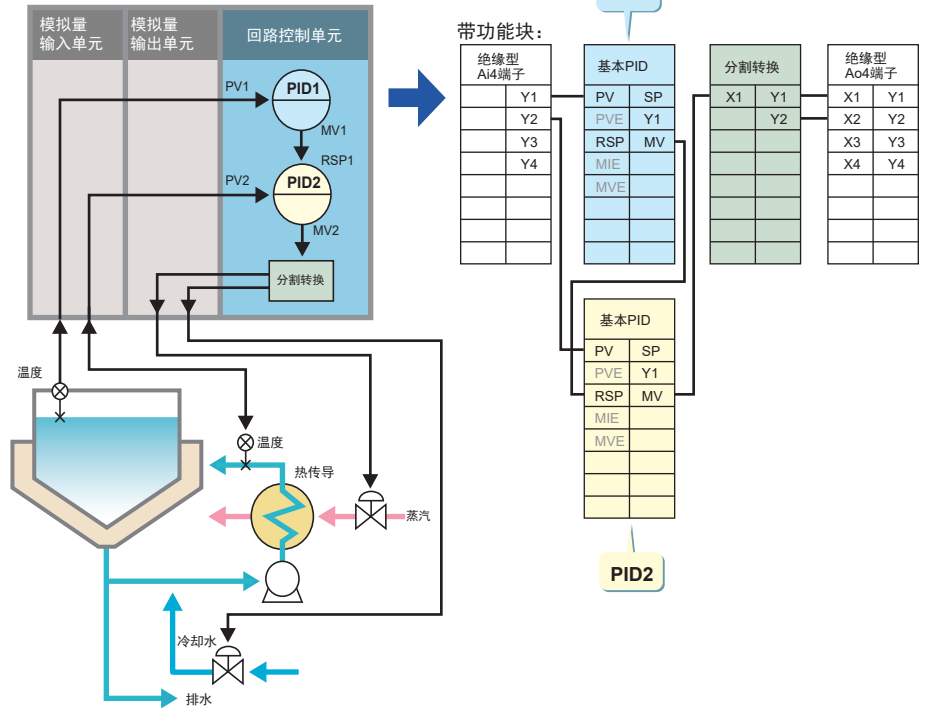 模拟量
输入单元
模拟量
输出单元
回路控制单元
PV1
PID1
MV1
RSP1
PV2
PID2
MV2
分割转换
温度
温度
热传导
蒸汽
冷却水
排水
带功能块:
绝缘型
Ai4端子
Y1
Y2
Y3
Y4
基本PID
PV SP
PVE Y1
RSP MV
MIE
MVE
分割转换
X1 Y1
Y2
绝缘型
Ao4端子
X1 Y1
X2 Y2
X3 Y3
X4 Y4
基本PID
PV SP
PVE Y1
RSP MV
MIE
MVE
PID2